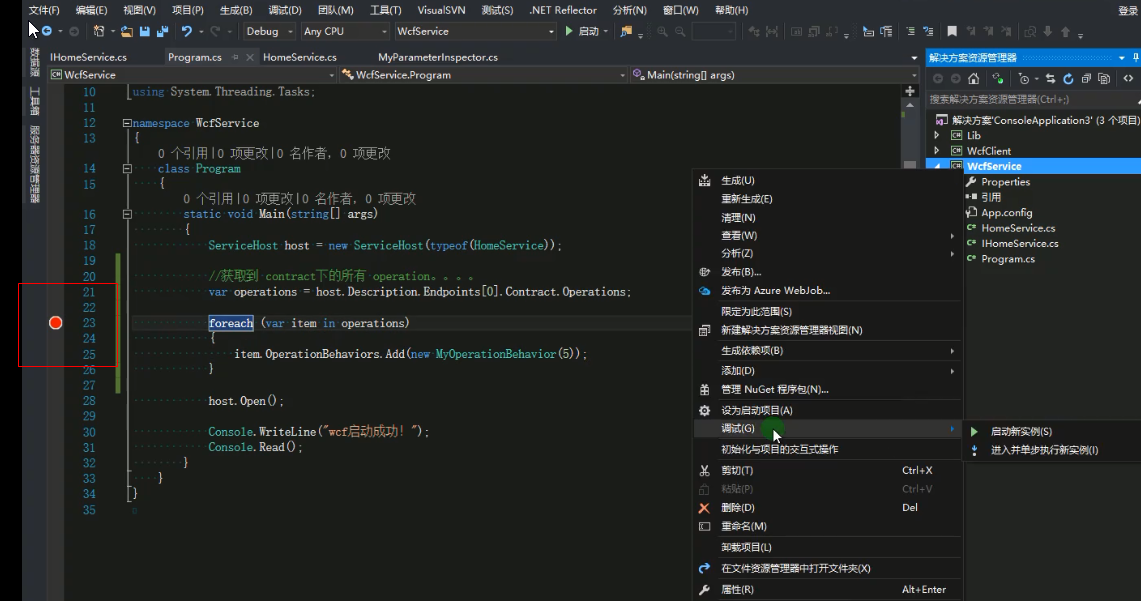 文件(F) 编辑(E) 视图(V) 项目(P) 生成(B) 调试(D) 团队(M) 工具(T) VisualSVN 测试(S) .NET Reflector 分析(N) 窗口(W) 帮助(H) 登录
Debug Any CPU WcfService 启动
数据源
工具箱
服务器资源管理器
IHomeService.cs Program.cs HomeService.cs MyParameterInspector.cs
WcfService WcfService.Program Main(string[] args)
10 using System.Threading.Tasks;
11
12 namespace WcfService
13 {
0 个引用|0 项更改|0 名作者，0 项更改
14 class Program
15 {
0 个引用|0 项更改|0 名作者，0 项更改
16 static void Main(string[] args)
17 {
18 ServiceHost host = new ServiceHost(typeof(HomeService));
19
20 //获取到 contract下的所有 operation。。。。
21 var operations = host.Description.Endpoints[0].Contract.Operations;
22
23 foreach (var item in operations)
24 {
25 item.OperationBehaviors.Add(new MyOperationBehavior(5));
26 }
27
28 host.Open();
29
30 Console.WriteLine("wcf启动成功！");
31 Console.Read();
32 }
33 }
34 }
35
解决方案资源管理器
搜索解决方案资源管理器(Ctrl+;)
解决方案'ConsoleApplication3' (3 个项目)
Lib
WcfClient
WcfService
Properties
引用
App.config
HomeService.cs
IHomeService.cs
Program.cs
生成(U)
重新生成(E)
清理(N)
查看(W)
分析(Z)
发布(B)...
发布为 Azure WebJob...
限定为此范围(S)
新建解决方案资源管理器视图(N)
生成依赖项(B)
添加(D)
管理 NuGet 程序包(N)...
设为启动项目(A)
调试(G)
初始化与项目的交互式操作
剪切(T) Ctrl+X
粘贴(P) Ctrl+V
删除(D) Del
重命名(M)
卸载项目(L)
在文件资源管理器中打开文件夹(X)
属性(R) Alt+Enter
启动新实例(S)
进入并单步执行新实例(I)